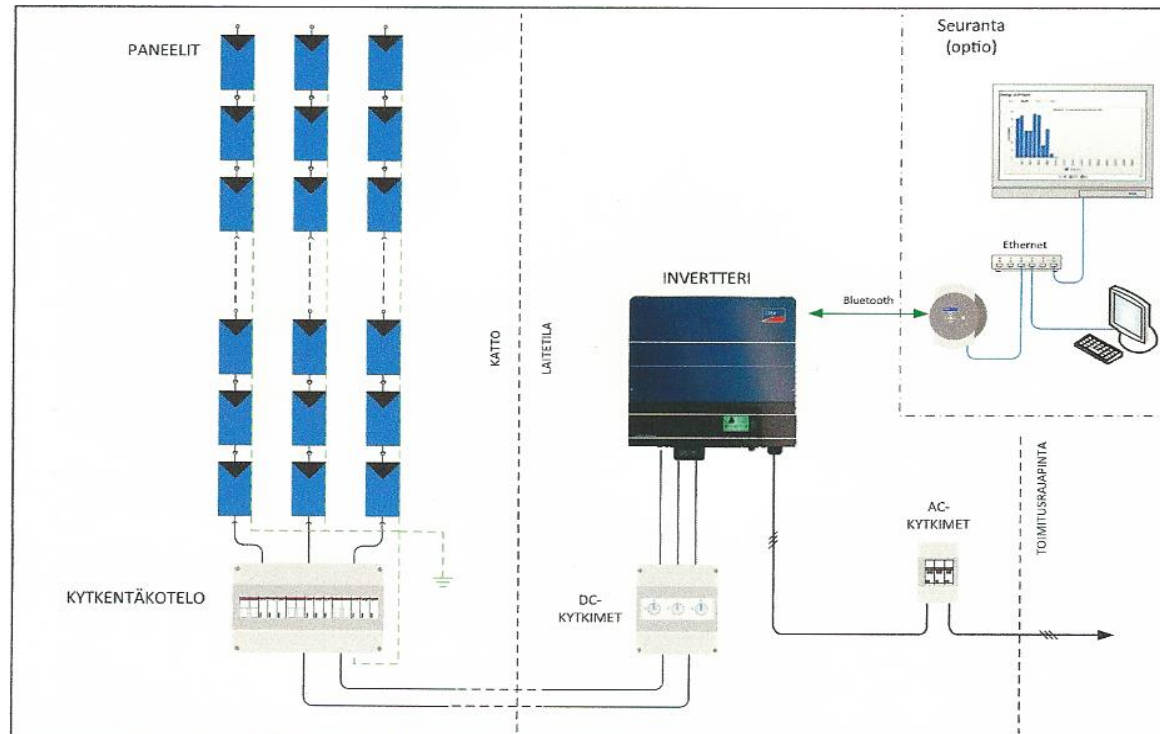 PANEELIT
Seuranta
(optio)
Ethernet
INVERTTERI
Bluetooth
KATTO
LAITETILA
TOIMITUSRAJAPINTA
AC-
KYTKIMET
KYTKENTÄKOTELO
DC-
KYTKIMET